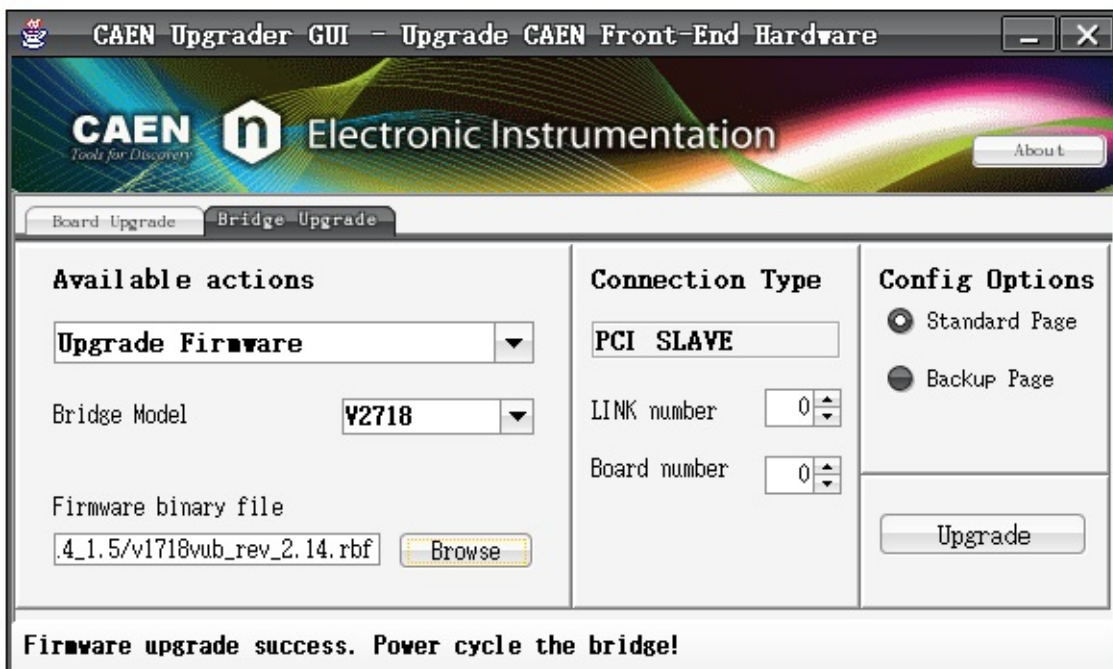 CAEN Upgrader GUI - Upgrade CAEN Front-End Hardware
CAEN n Electronic Instrumentation
Tools for Discovery
About
Board Upgrade Bridge Upgrade
Available actions
Upgrade Firmware
Bridge Model V2718
Firmware binary file
.4_1.5/v1718vub_rev_2.14.rbf Browse
Connection Type
PCI SLAVE
LINK number 0
Board number 0
Config Options
Standard Page
Backup Page
Upgrade
Firmware upgrade success. Power cycle the bridge!